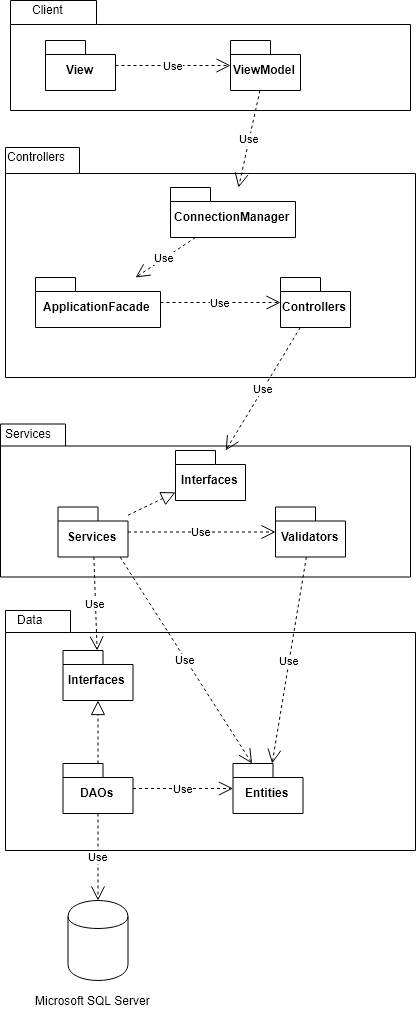 Client
View
Use
ViewModel
Use
Controllers
ConnectionManager
Use
ApplicationFacade
Use
Controllers
Use
Services
Interfaces
Services
Use
Validators
Use
Data
Use
Use
Interfaces
DAOs
Use
Entities
Use
Microsoft SQL Server